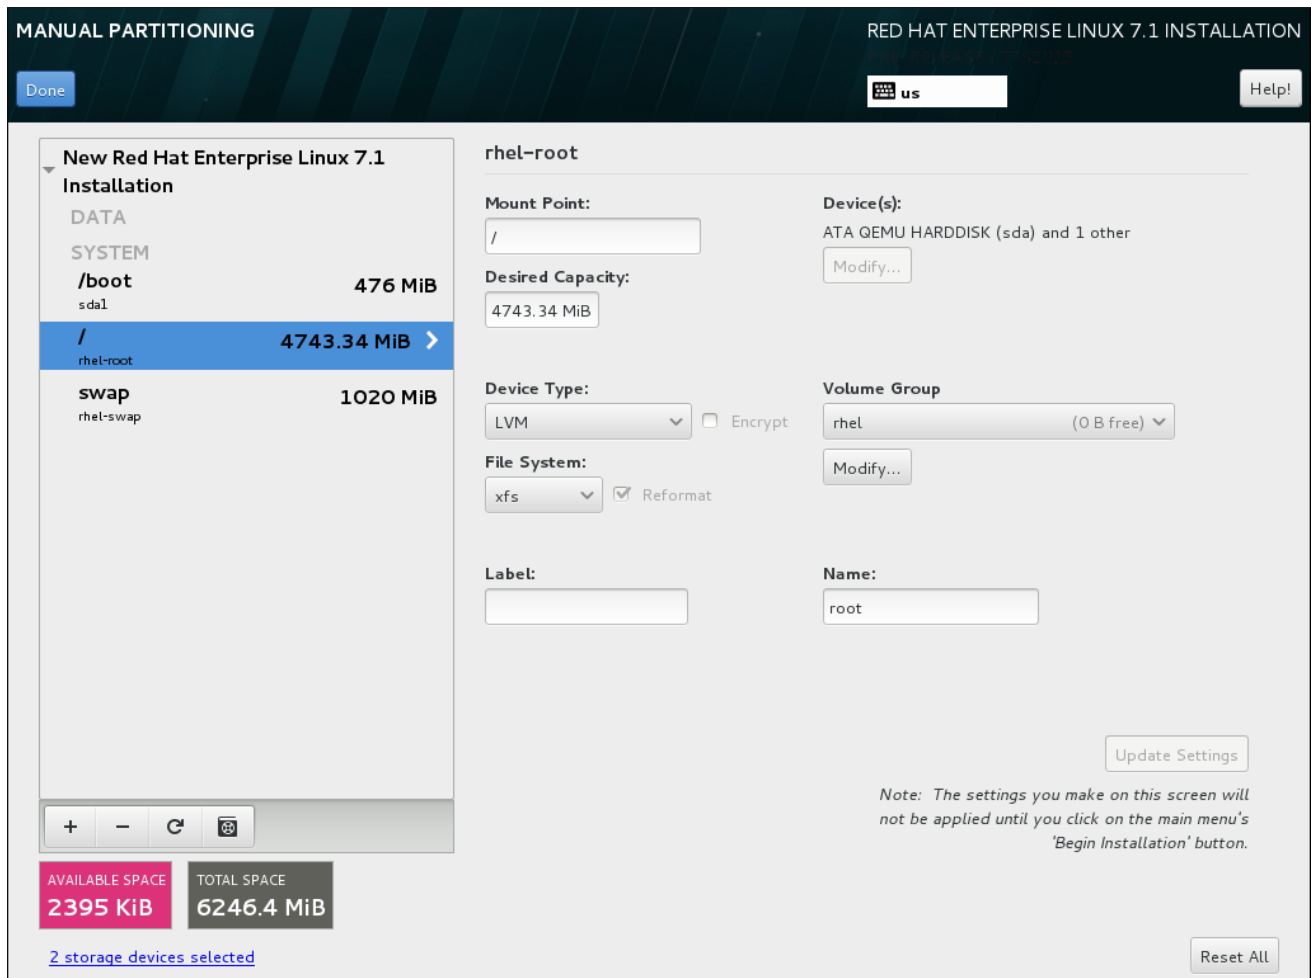 MANUAL PARTITIONING
RED HAT ENTERPRISE LINUX 7.1 INSTALLATION
Done
us
Help!
New Red Hat Enterprise Linux 7.1
Installation
DATA
SYSTEM
/boot
476 MiB
sda1
/
4743.34 MiB
rhel-root
swap
1020 MiB
rhel-swap
+ −
AVAILABLE SPACE
2395 KiB
TOTAL SPACE
6246.4 MiB
2 storage devices selected
rhel-root
Mount Point:
/
Desired Capacity:
4743.34 MiB
Device(s):
ATA QEMU HARDDISK (sda) and 1 other
Modify...
Device Type:
LVM
Encrypt
File System:
xfs
Reformat
Volume Group
rhel (0 B free)
Modify...
Label:
Name:
root
Update Settings
Note: The settings you make on this screen will
not be applied until you click on the main menu's
'Begin Installation' button.
Reset All